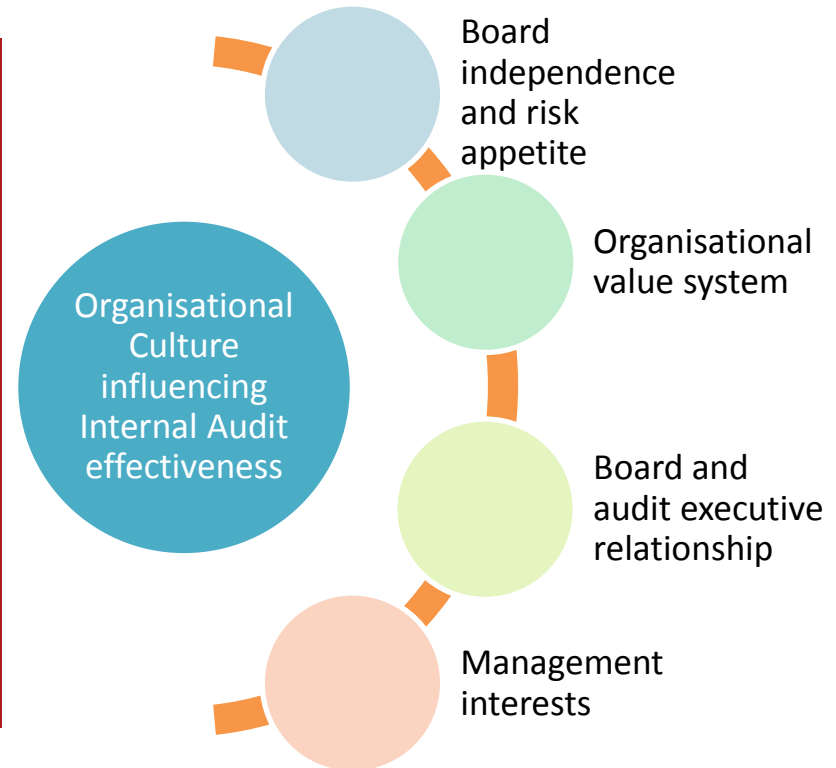 Board
independence
and risk
appetite
Organisational
value system
Organisational
Culture
influencing
Internal Audit
effectiveness
Board and
audit executive
relationship
Management
interests